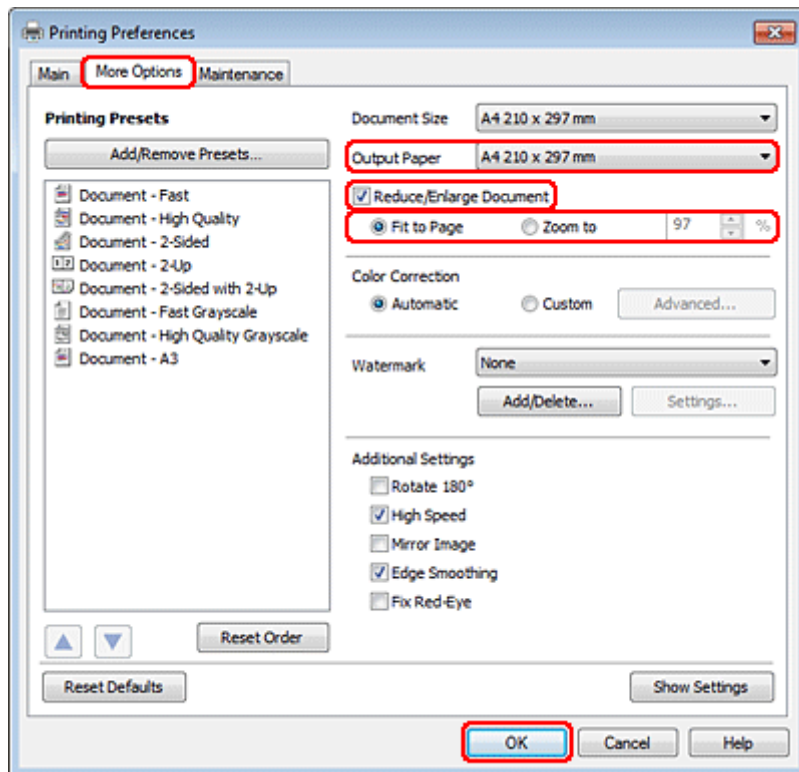 Printing Preferences
Main More Options Maintenance
Printing Presets
Add/Remove Presets...
Document - Fast
Document - High Quality
Document - 2-Sided
Document - 2-Up
Document - 2-Sided with 2-Up
Document - Fast Grayscale
Document - High Quality Grayscale
Document - A3
Reset Order
Document Size A4 210 x 297 mm
Output Paper A4 210 x 297 mm
Reduce/Enlarge Document
Fit to Page Zoom to 97 %
Color Correction
Automatic Custom Advanced...
Watermark None
Add/Delete... Settings...
Additional Settings
Rotate 180°
High Speed
Mirror Image
Edge Smoothing
Fix Red-Eye
Reset Defaults Show Settings
OK Cancel Help